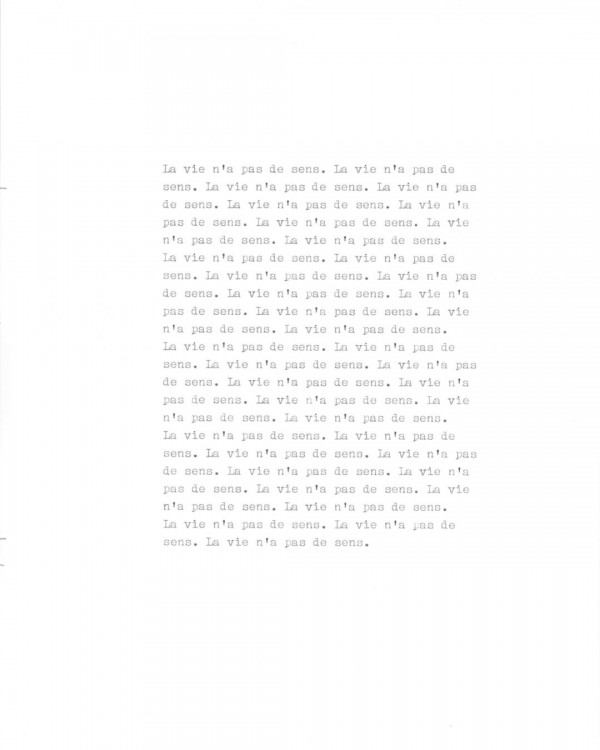 La vie n'a pas de sens. La vie n'a pas de
sens. La vie n'a pas de sens. La vie n'a pas
de sens. La vie n'a pas de sens. La vie n'a
pas de sens. La vie n'a pas de sens. La vie
n'a pas de sens. La vie n'a pas de sens.
La vie n'a pas de sens. La vie n'a pas de
sens. La vie n'a pas de sens. La vie n'a pas
de sens. La vie n'a pas de sens. La vie n'a
pas de sens. La vie n'a pas de sens. La vie
n'a pas de sens. La vie n'a pas de sens.
La vie n'a pas de sens. La vie n'a pas de
sens. La vie n'a pas de sens. La vie n'a pas
de sens. La vie n'a pas de sens. La vie n'a
pas de sens. La vie n'a pas de sens. La vie
n'a pas de sens. La vie n'a pas de sens.
La vie n'a pas de sens. La vie n'a pas de
sens. La vie n'a pas de sens. La vie n'a pas
de sens. La vie n'a pas de sens. La vie n'a
pas de sens. La vie n'a pas de sens. La vie
n'a pas de sens. La vie n'a pas de sens.
La vie n'a pas de sens. La vie n'a pas de
sens. La vie n'a pas de sens.